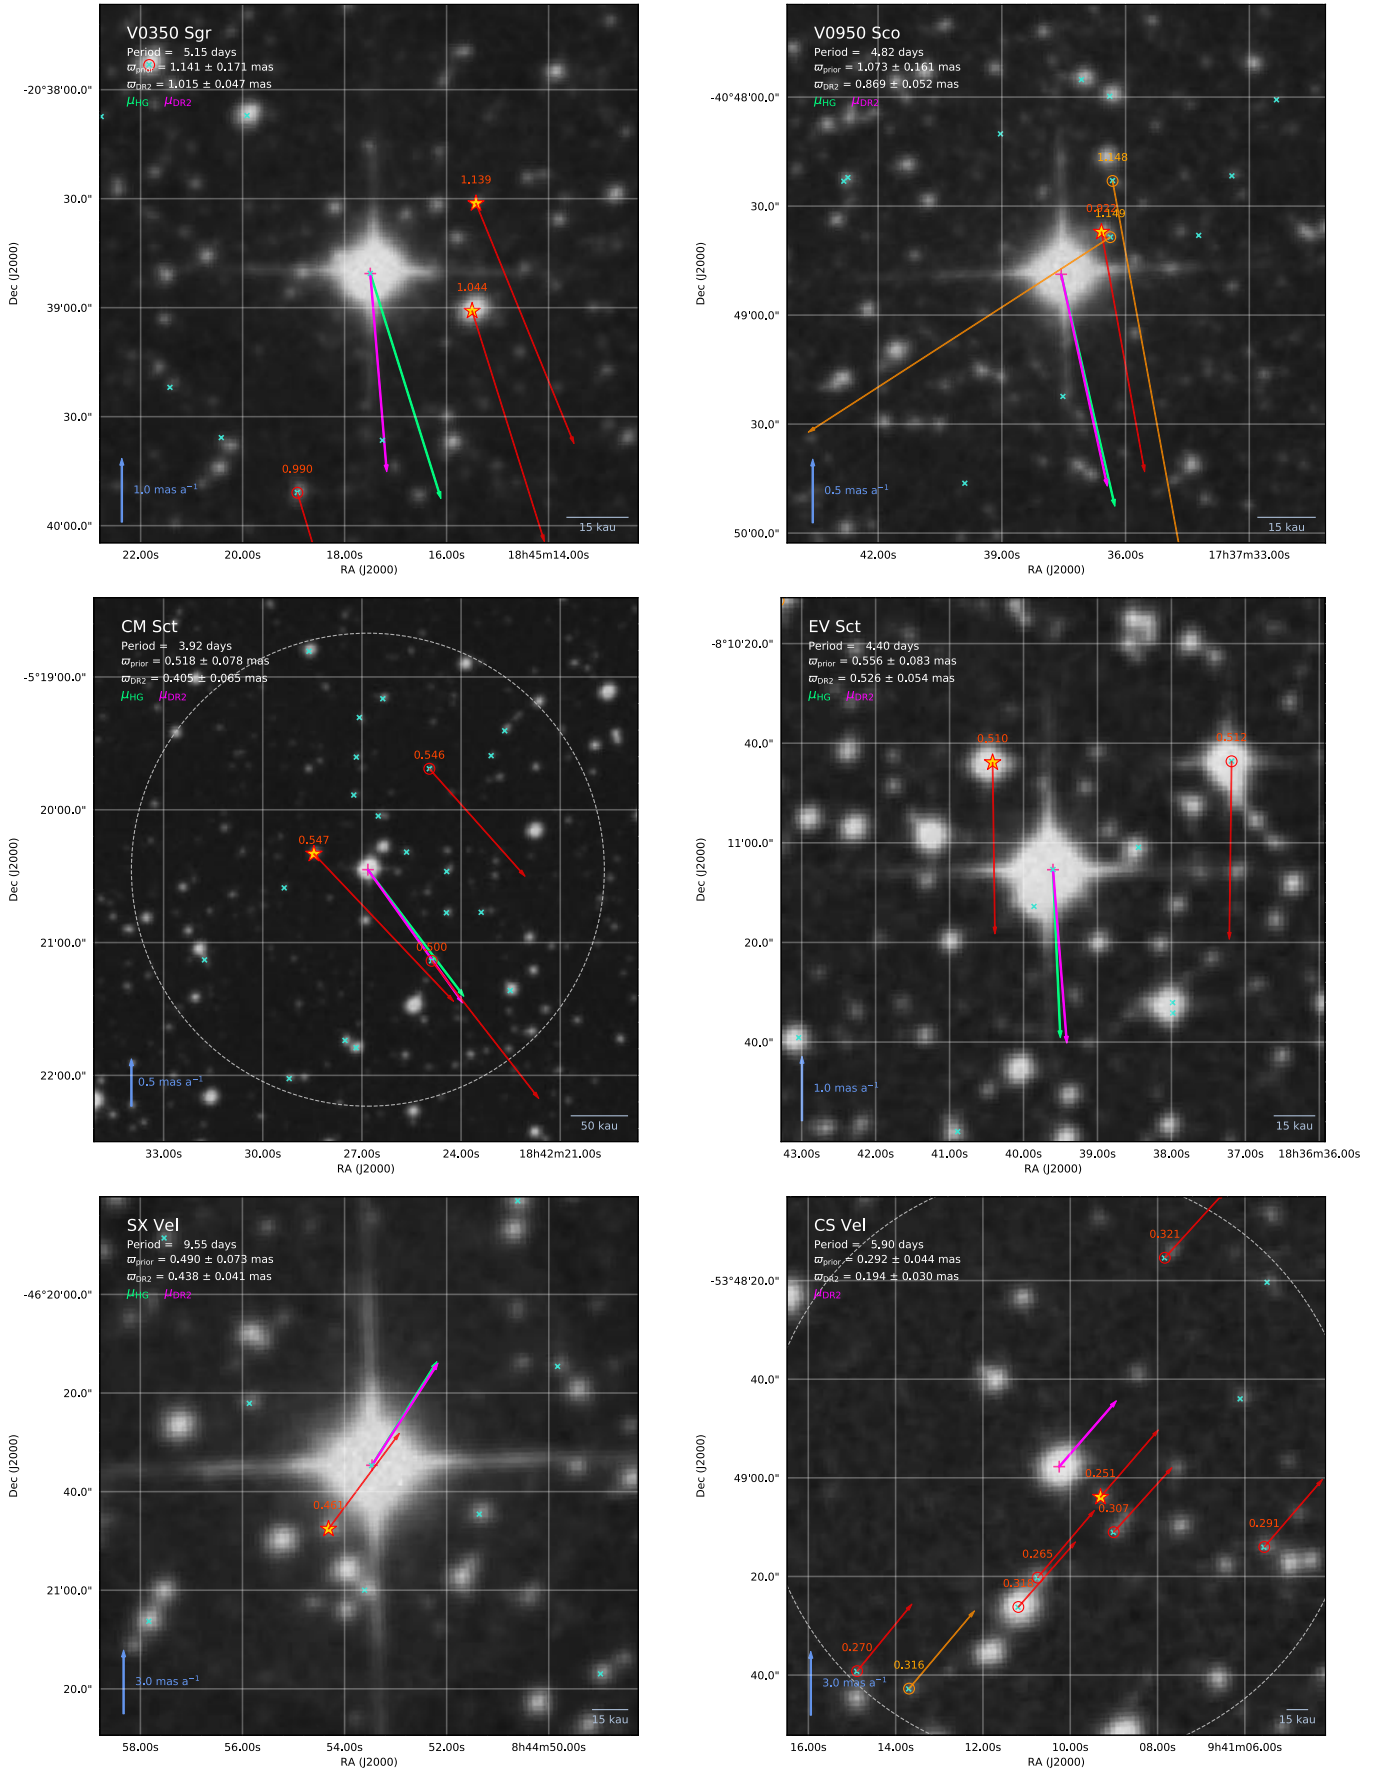 V0350 Sgr
Period = 5.15 days
ϖprior = 1.141 ± 0.171 mas
ϖDR2 = 1.015 ± 0.047 mas
μHG μDR2
-20°38'00.0"
30.0"
39'00.0"
30.0"
40'00.0"
Dec (J2000)
1.139
1.044
0.990
1.0 mas a⁻¹
15 kau
22.00s 20.00s 18.00s 16.00s 18h45m14.00s
RA (J2000)
V0950 Sco
Period = 4.82 days
ϖprior = 1.073 ± 0.161 mas
ϖDR2 = 0.869 ± 0.052 mas
μHG μDR2
-40°48'00.0"
30.0"
49'00.0"
30.0"
50'00.0"
Dec (J2000)
1.148
1.149
0.5 mas a⁻¹
15 kau
42.00s 39.00s 36.00s 17h37m33.00s
RA (J2000)
CM Sct
Period = 3.92 days
ϖprior = 0.518 ± 0.078 mas
ϖDR2 = 0.405 ± 0.065 mas
μHG μDR2
-5°19'00.0"
20'00.0"
21'00.0"
22'00.0"
Dec (J2000)
0.546
0.547
0.500
0.5 mas a⁻¹
50 kau
33.00s 30.00s 27.00s 24.00s 18h42m21.00s
RA (J2000)
EV Sct
Period = 4.40 days
ϖprior = 0.556 ± 0.083 mas
ϖDR2 = 0.526 ± 0.054 mas
μHG μDR2
-8°10'20.0"
40.0"
11'00.0"
20.0"
40.0"
Dec (J2000)
0.510
1.0 mas a⁻¹
15 kau
43.00s 42.00s 41.00s 40.00s 39.00s 38.00s 37.00s 18h36m36.00s
RA (J2000)
SX Vel
Period = 9.55 days
ϖprior = 0.490 ± 0.073 mas
ϖDR2 = 0.438 ± 0.041 mas
μHG μDR2
-46°20'00.0"
20.0"
40.0"
21'00.0"
20.0"
Dec (J2000)
3.0 mas a⁻¹
15 kau
58.00s 56.00s 54.00s 52.00s 8h44m50.00s
RA (J2000)
CS Vel
Period = 5.90 days
ϖprior = 0.292 ± 0.044 mas
ϖDR2 = 0.194 ± 0.030 mas
μDR2
-53°48'20.0"
40.0"
49'00.0"
20.0"
40.0"
Dec (J2000)
0.321
0.251
0.307
0.291
0.265
0.270
0.316
3.0 mas a⁻¹
15 kau
16.00s 14.00s 12.00s 10.00s 08.00s 9h41m06.00s
RA (J2000)